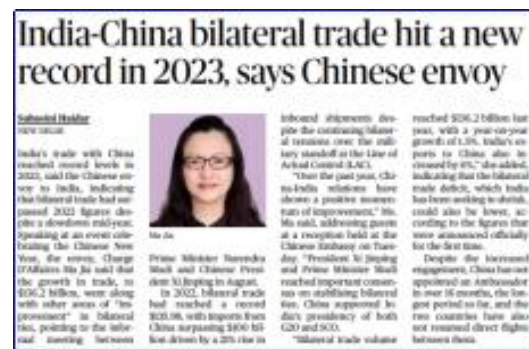 India-China bilateral trade hit a new
record in 2023, says Chinese envoy
Suhasini Haidar
NEW DELHI
India's trade with China
reached record levels in
2023, said the Chinese en-
voy to India, indicating
that bilateral trade had sur-
passed 2022 figures des-
pite a slowdown mid-year.
Speaking at an event cele-
brating the Chinese New
Year, the envoy, Charge
D'Affaires Ma Jia said that
the growth in trade, to
$136.2 billion, went along
with other areas of "im-
provement" in bilateral
ties, pointing to the infor-
mal meeting between
Ma Jia
Prime Minister Narendra
Modi and Chinese Presi-
dent Xi Jinping in August.
In 2022, bilateral trade
had reached a record
$135.98, with imports from
China surpassing $100 bil-
lion driven by a 21% rise in
inbound shipments des-
pite the continuing bilater-
al tensions over the mili-
tary standoff at the Line of
Actual Control (LAC).
"Over the past year, Chi-
na-India relations have
shown a positive momen-
tum of improvement," Ms.
Ma said, addressing guests
at a reception held at the
Chinese Embassy on Tues-
day. "President Xi Jinping
and Prime Minister Modi
reached important consen-
sus on stabilising bilateral
ties, China supported In-
dia's presidency of both
G20 and SCO.
"Bilateral trade volume
reached $136.2 billion last
year, with a year-on-year
growth of 1.5%. India's ex-
ports to China also in-
creased by 6%," she added,
indicating that the bilateral
trade deficit, which India
has been seeking to shrink,
could also be lower, ac-
cording to the figures that
were announced officially
for the first time.
Despite the increased
engagement, China has not
appointed an Ambassador
in over 16 months, the lon-
gest period so far, and the
two countries have also
not resumed direct flights
between them.